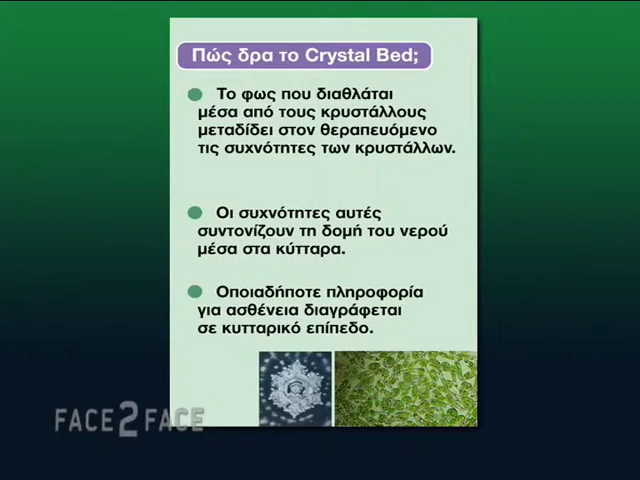 Πώς δρα το Crystal Bed;
Το φως που διαθλάται
μέσα από τους κρυστάλλους
μεταδίδει στον θεραπευόμενο
τις συχνότητες των κρυστάλλων.
Οι συχνότητες αυτές
συντονίζουν τη δομή του νερού
μέσα στα κύτταρα.
Οποιαδήποτε πληροφορία
για ασθένεια διαγράφεται
σε κυτταρικό επίπεδο.
FACE2FACE